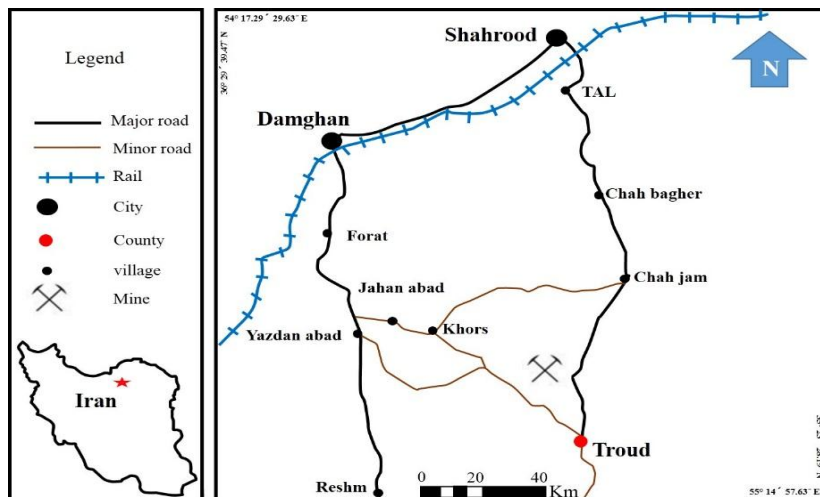 Legend
Major road
Minor road
Rail
City
County
village
Mine
Iran
54° 17.29´ 29.63˝ E
36° 29´ 39.47˝ N
Shahrood
TAL
Damghan
Chah bagher
Forat
Jahan abad
Chah jam
Khors
Yazdan abad
Troud
Reshm
0 20 40
Km
55° 14´ 57.63˝ E
N